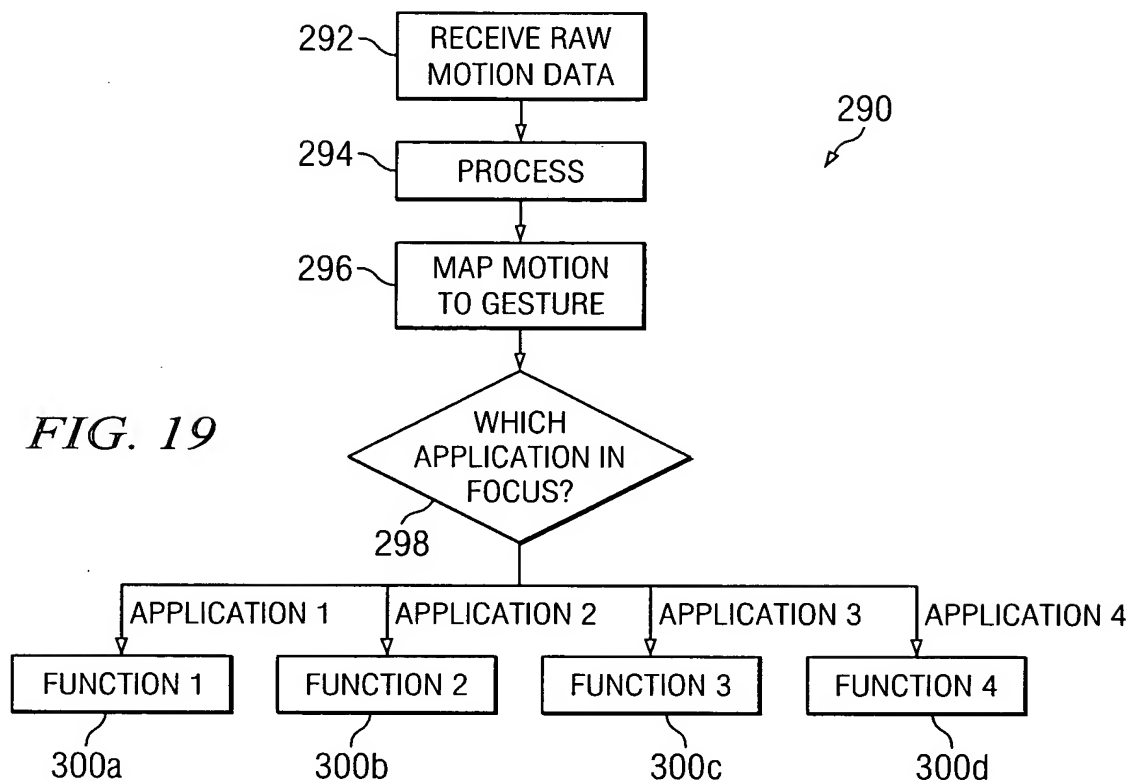 292
RECEIVE RAW
MOTION DATA
290
294
PROCESS
296
MAP MOTION
TO GESTURE
FIG. 19
WHICH
APPLICATION IN
FOCUS?
298
APPLICATION 1
APPLICATION 2
APPLICATION 3
APPLICATION 4
FUNCTION 1
FUNCTION 2
FUNCTION 3
FUNCTION 4
300a
300b
300c
300d